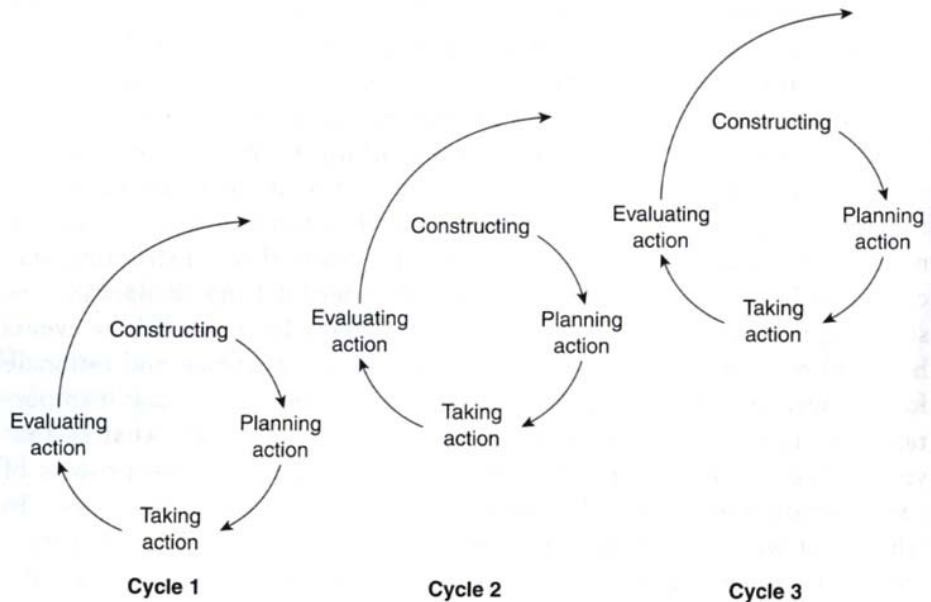 Constructing
Planning
action
Taking
action
Evaluating
action
Cycle 1
Constructing
Planning
action
Taking
action
Evaluating
action
Cycle 2
Constructing
Planning
action
Taking
action
Evaluating
action
Cycle 3